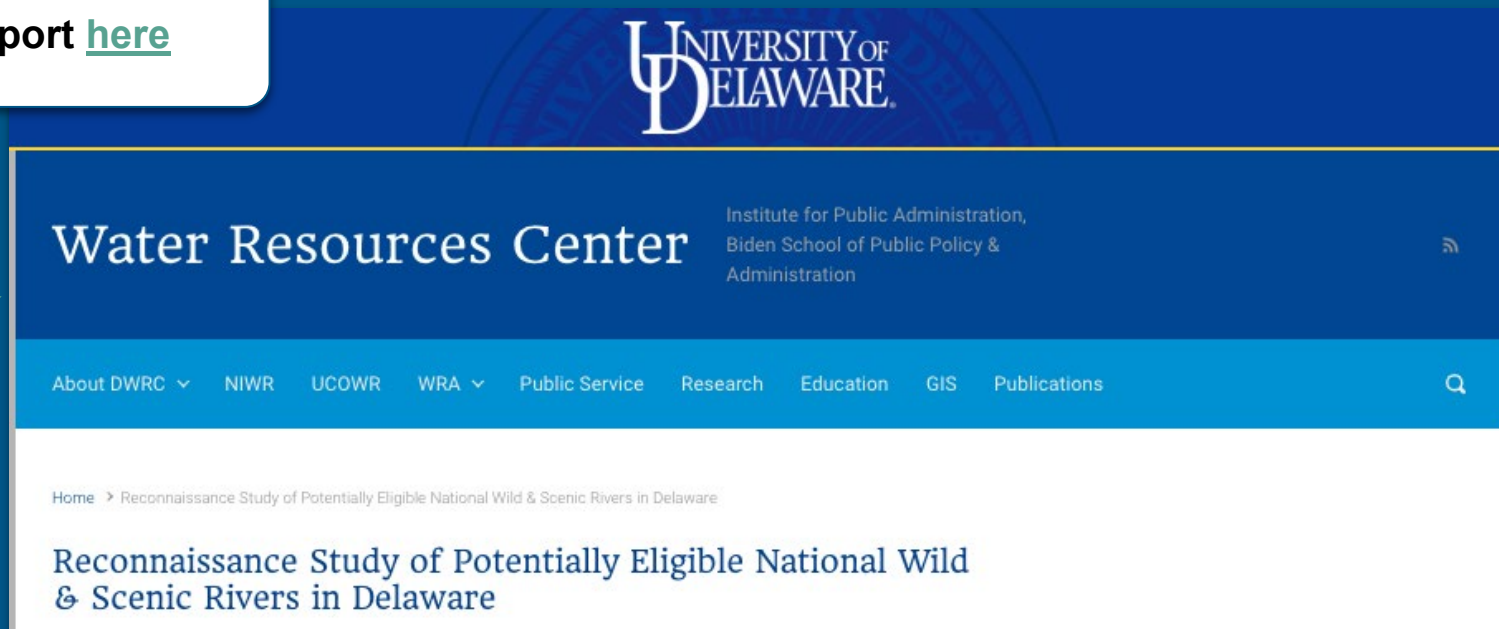 port here
UNIVERSITY OF
DELAWARE.
Water Resources Center
Institute for Public Administration,
Biden School of Public Policy &
Administration
About DWRC NIWR UCOWR WRA Public Service Research Education GIS Publications
Home > Reconnaissance Study of Potentially Eligible National Wild & Scenic Rivers in Delaware
Reconnaissance Study of Potentially Eligible National Wild
& Scenic Rivers in Delaware